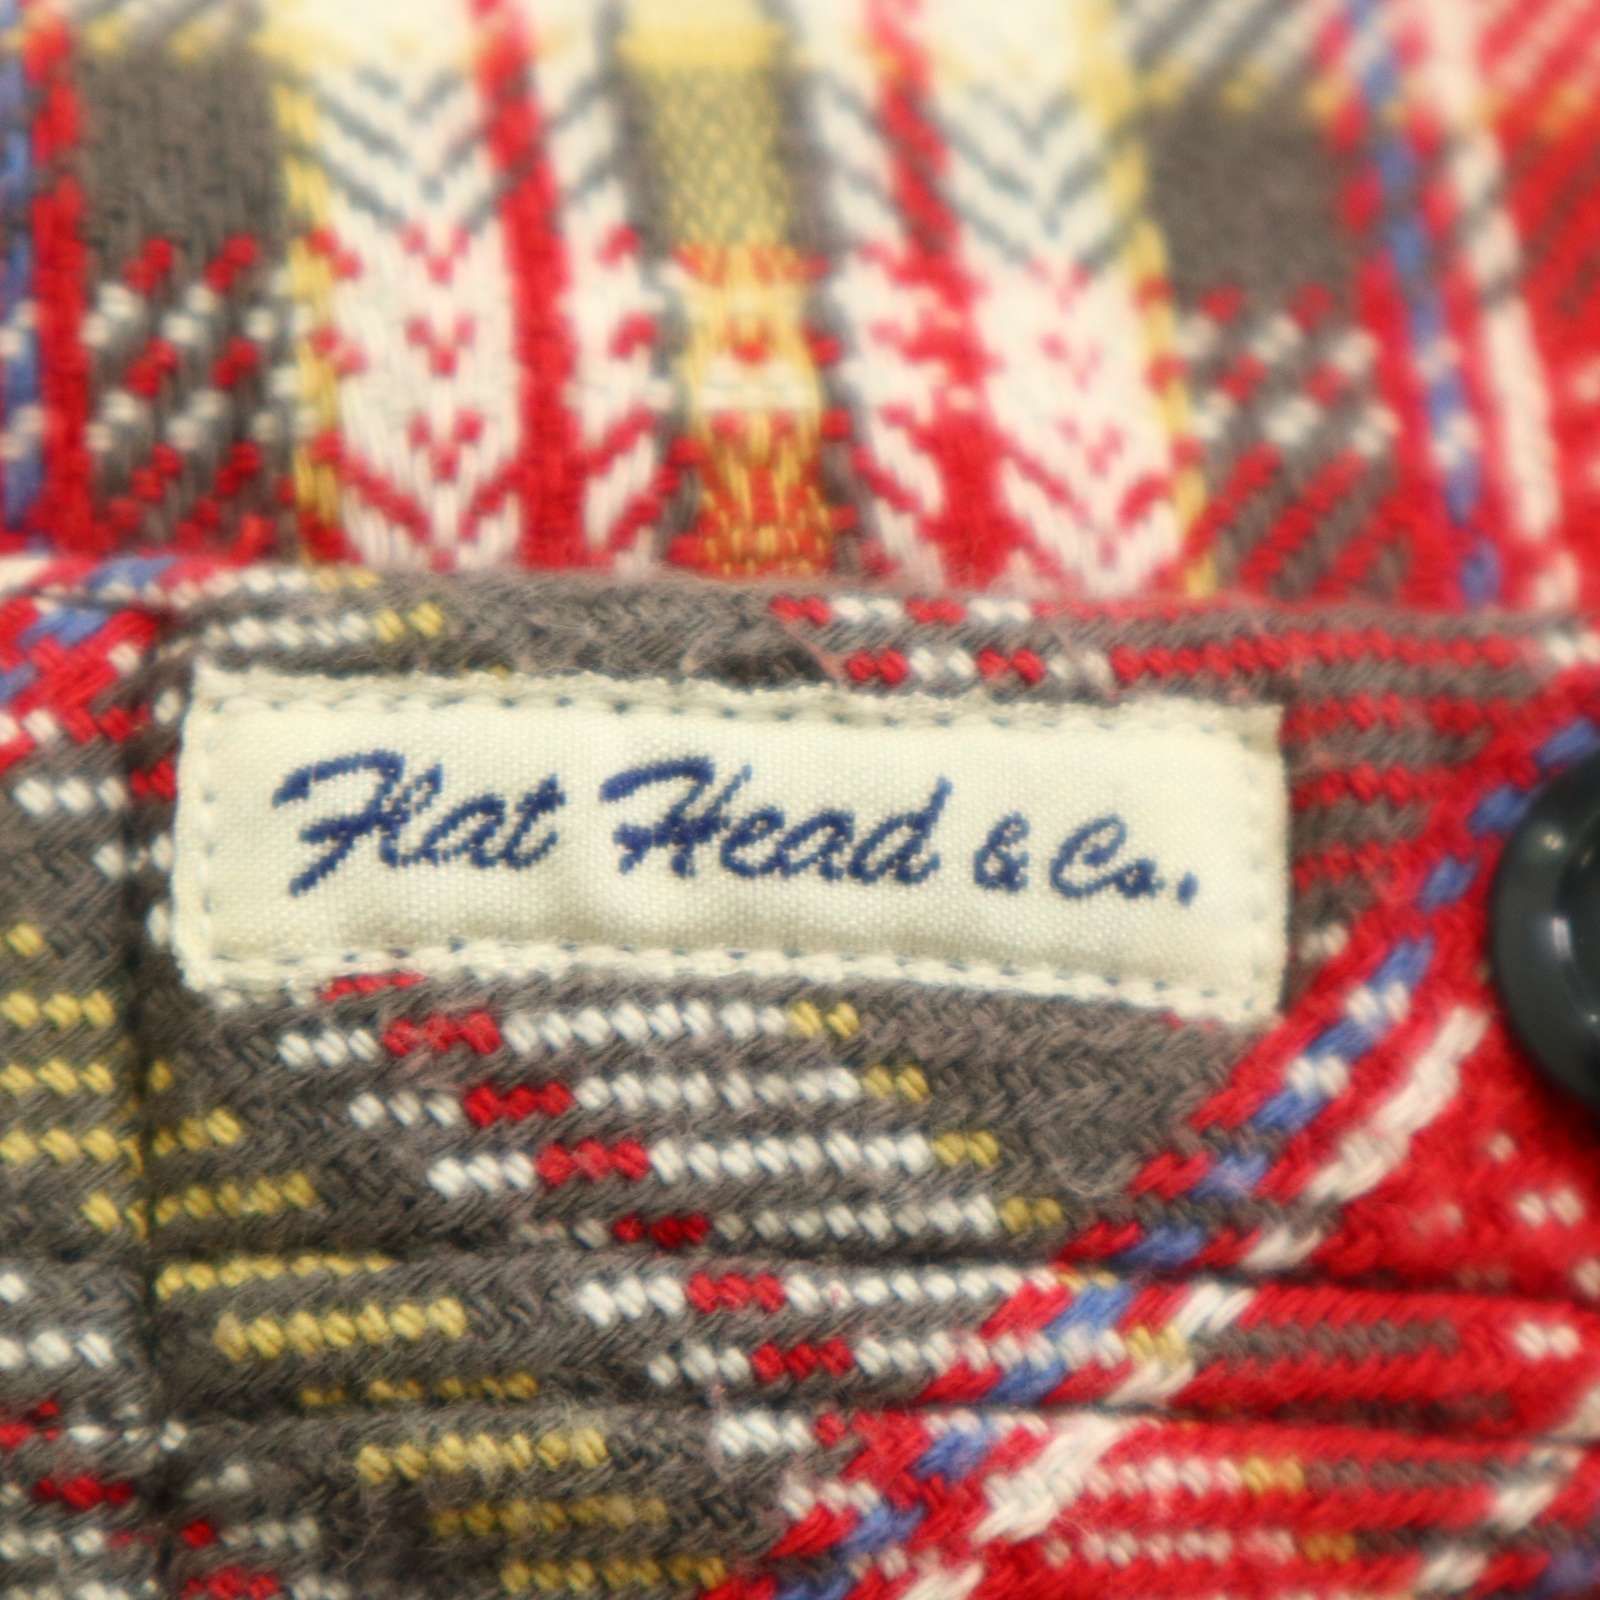 Flat Head & Co.